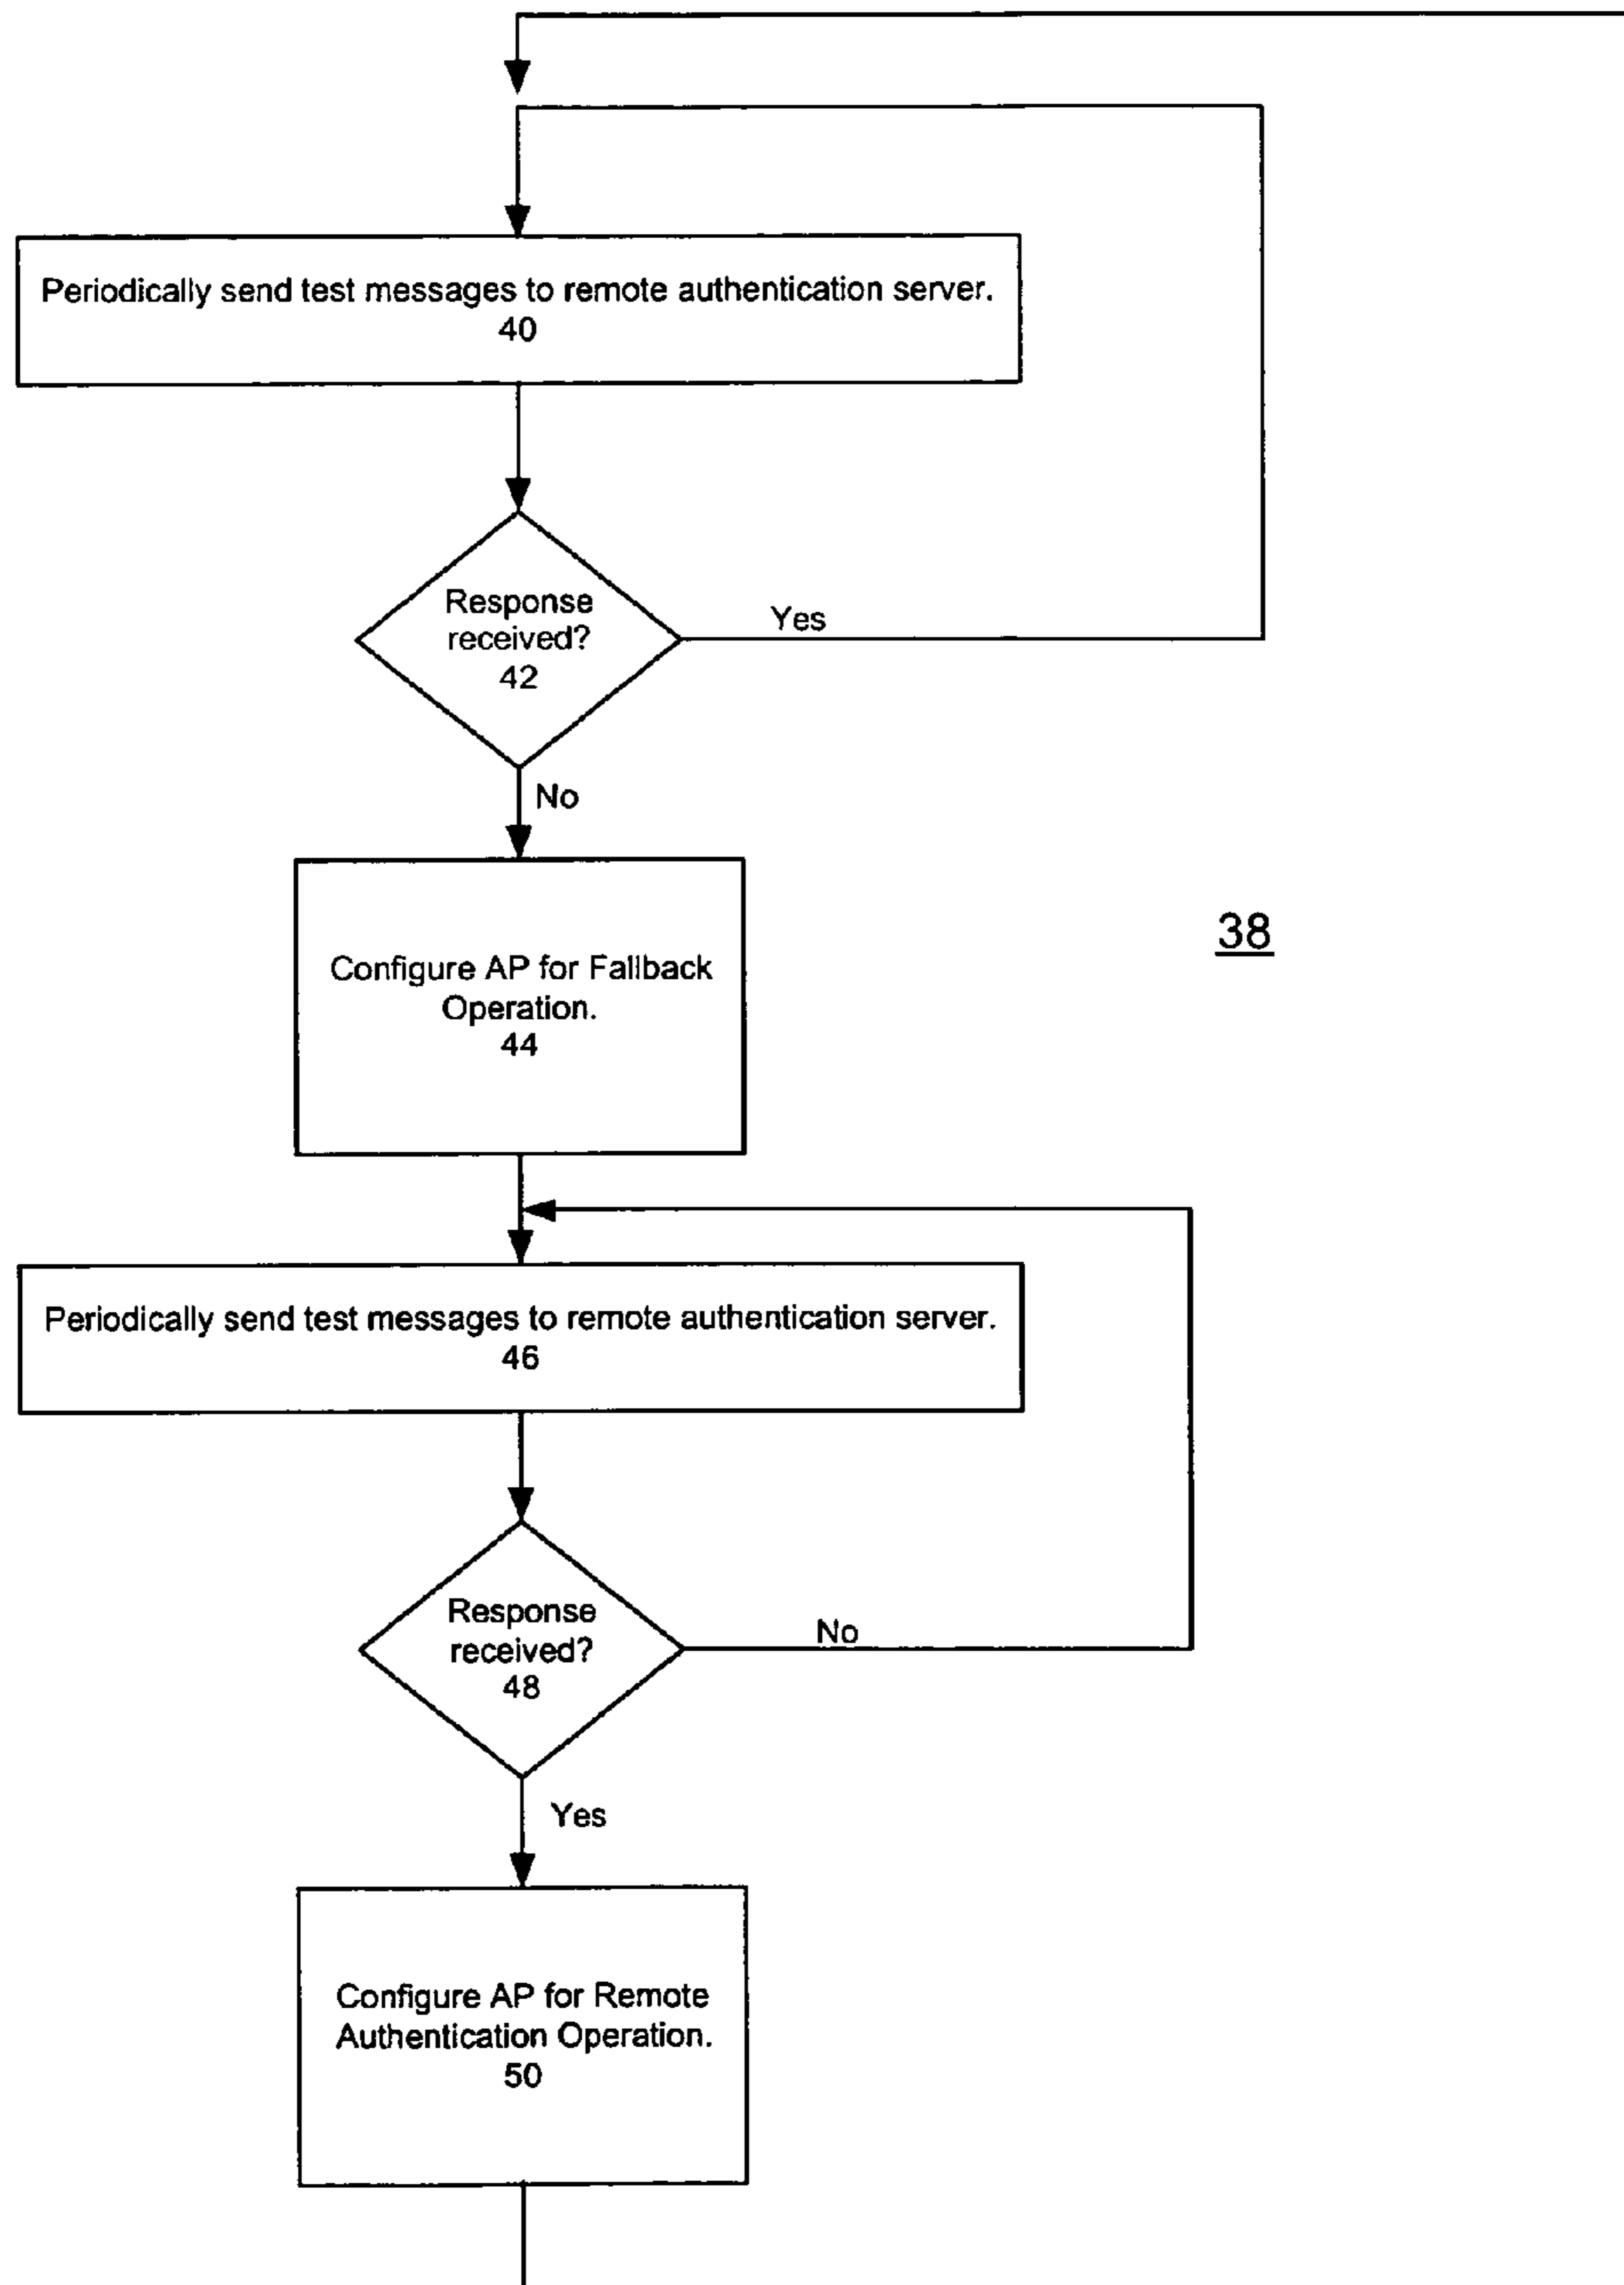 Periodically send test messages to remote authentication server.
40
Response
received?
42
Yes
No
Configure AP for Fallback
Operation.
44
38
Periodically send test messages to remote authentication server.
46
Response
received?
48
No
Yes
Configure AP for Remote
Authentication Operation.
50